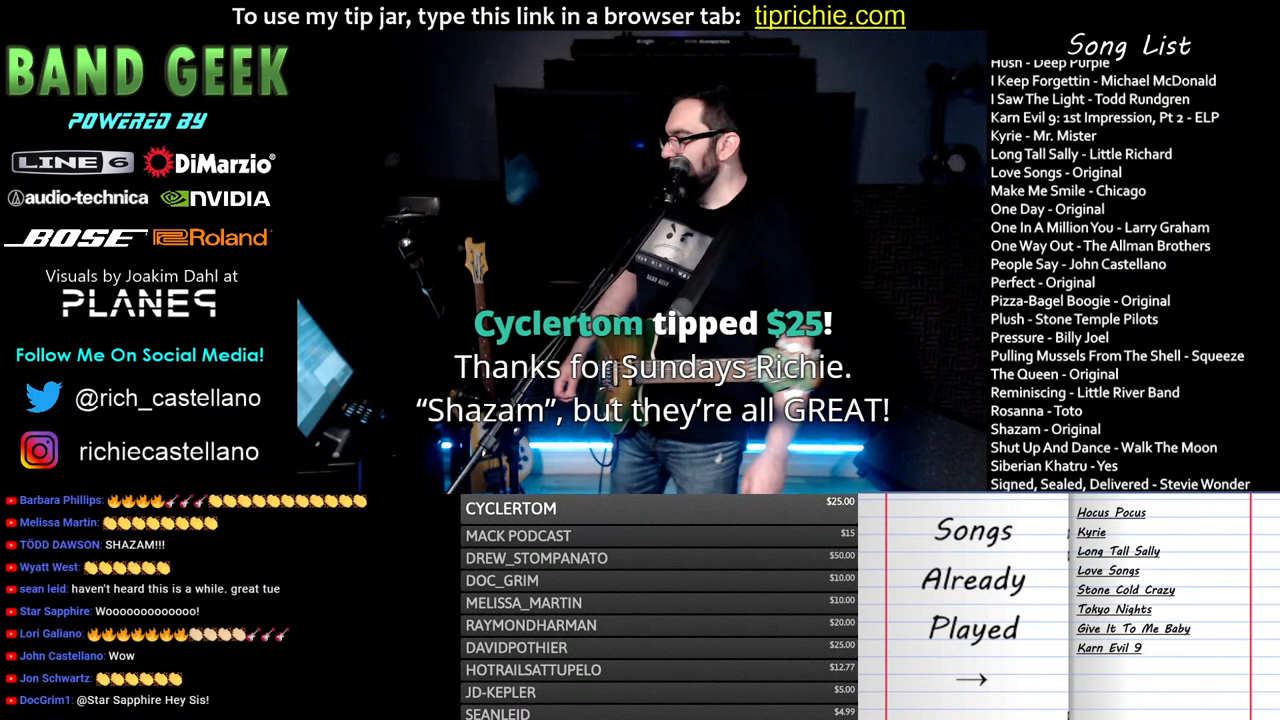 To use my tip jar, type this link in a browser tab: tiprichie.com
BAND GEEK
POWERED BY
LINE 6
DiMarzio
audio-technica
NVIDIA
BOSE
Roland
Visuals by Joakim Dahl at
PLANE9
Follow Me On Social Media!
@rich_castellano
richiecastellano
Barbara Phillips:
Melissa Martin:
TÖDD DAWSON: SHAZAM!!!
Wyatt West:
sean leid: haven't heard this is a while. great tue
Star Sapphire: Woooooooooooo!
Lori Galiano:
John Castellano: Wow
Jon Schwartz:
DocGrim1: @Star Sapphire Hey Sis!
Cyclertom tipped $25!
Thanks for Sundays Richie.
“Shazam”, but they’re all GREAT!
CYCLERTOM $25.00
MACK PODCAST $15
DREW_STOMPANATO $50.00
DOC_GRIM $10.00
MELISSA_MARTIN $10.00
RAYMONDHARMAN $20.00
DAVIDPOTHIER $25.00
HOTRAILSATTUPELO $12.77
JD-KEPLER $5.00
SEANLEID $4.99
Song List
Hush - Deep Purple
I Keep Forgettin - Michael McDonald
I Saw The Light - Todd Rundgren
Karn Evil 9: 1st Impression, Pt 2 - ELP
Kyrie - Mr. Mister
Long Tall Sally - Little Richard
Love Songs - Original
Make Me Smile - Chicago
One Day - Original
One In A Million You - Larry Graham
One Way Out - The Allman Brothers
People Say - John Castellano
Perfect - Original
Pizza-Bagel Boogie - Original
Plush - Stone Temple Pilots
Pressure - Billy Joel
Pulling Mussels From The Shell - Squeeze
The Queen - Original
Reminiscing - Little River Band
Rosanna - Toto
Shazam - Original
Shut Up And Dance - Walk The Moon
Siberian Khatru - Yes
Signed, Sealed, Delivered - Stevie Wonder
Songs
Already
Played
→
Hocus Pocus
Kyrie
Long Tall Sally
Love Songs
Stone Cold Crazy
Tokyo Nights
Give It To Me Baby
Karn Evil 9